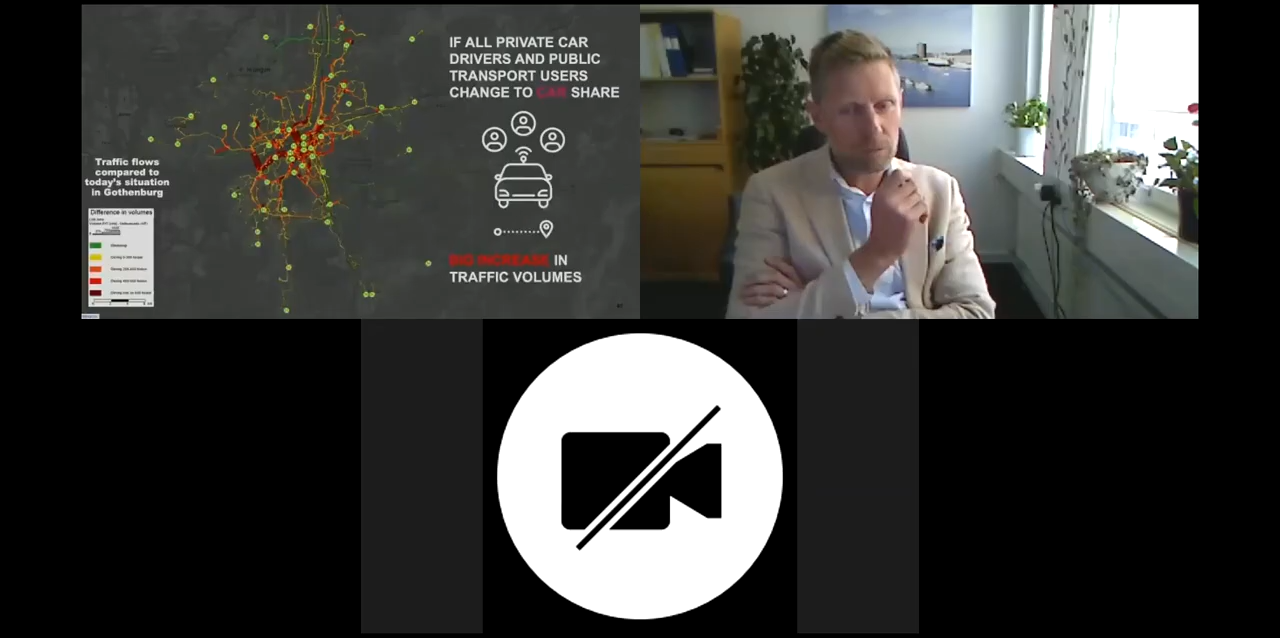 IF ALL PRIVATE CAR
DRIVERS AND PUBLIC
TRANSPORT USERS
CHANGE TO CAR SHARE
Traffic flows
compared to
today's situation
in Gothenburg
Difference in volumes
BIG INCREASE IN
TRAFFIC VOLUMES